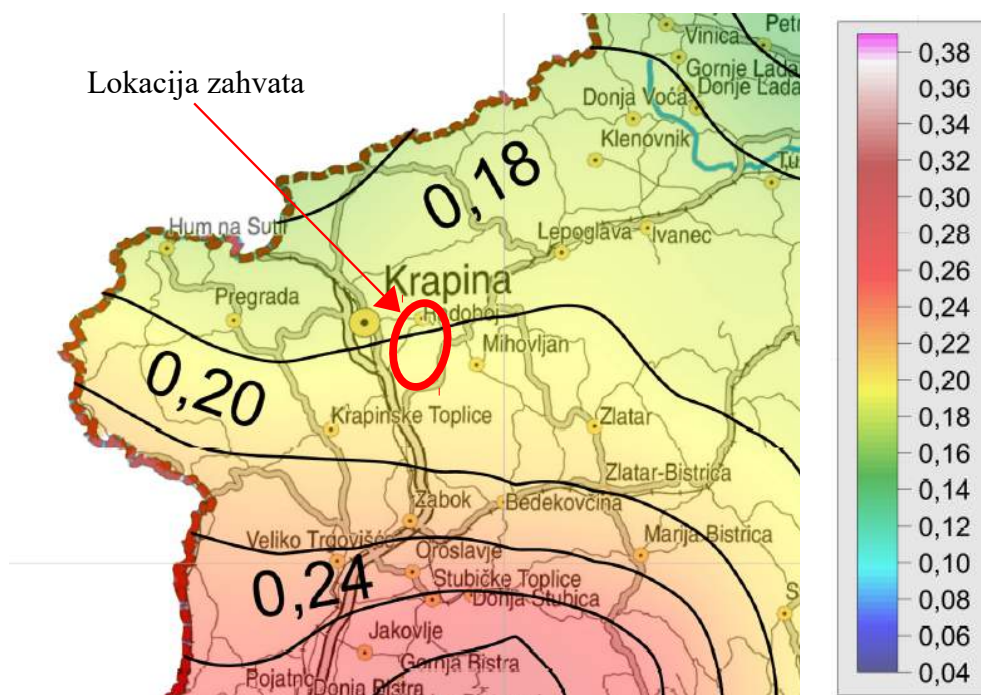 Lokacija zahvata
Vinica
Gornje Lada
Donja Voća
Donje Lada
Klenovnik
0,18
Hum na Sutli
Lepoglava
Ivanec
Krapina
Pregrada
Radoboj
Mihovljan
0,20
Krapinske Toplice
Zlatar
Zlatar-Bistrica
Zabok
Bedekovčina
Marija Bistrica
Veliko Trgovišće
Oroslavje
0,24
Stubičke Toplice
Donja Stubica
Jakovlje
Gornja Bistra
Donja Bistra
0,38
0,36
0,34
0,32
0,30
0,28
0,26
0,24
0,22
0,20
0,18
0,16
0,14
0,12
0,10
0,08
0,06
0,04